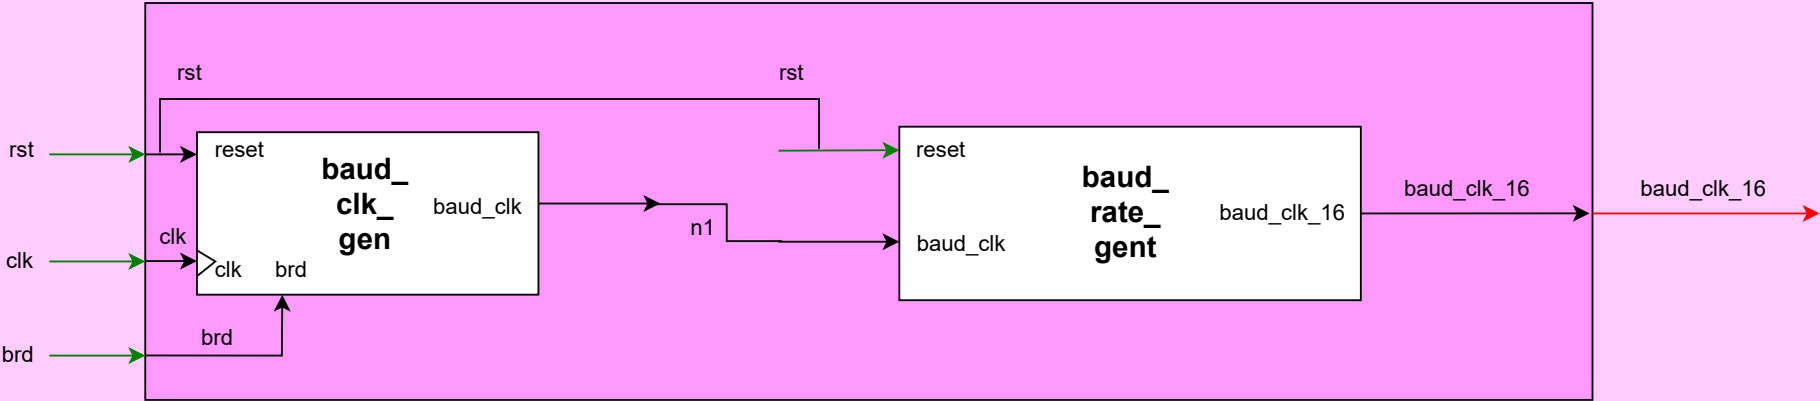 rst
rst
rst
reset
baud_
clk_
gen
baud_clk
clk
clk
clk
brd
brd
brd
n1
reset
baud_
rate_
gent
baud_clk
baud_clk_16
baud_clk_16
baud_clk_16